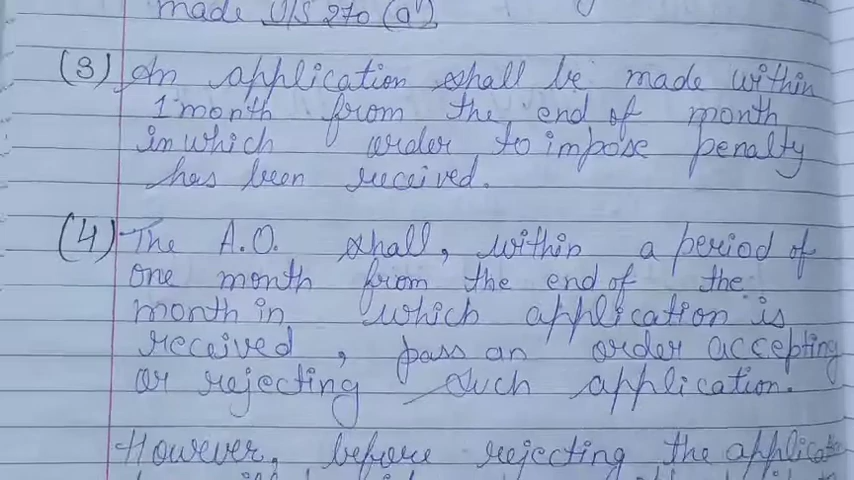 made U/S 270 (a')
(3) An application shall be made within
1 month from the end of month
in which order to impose penalty
has been received.
(4) The A.O. shall, within a period of
one month from the end of the
month in which application is
received, pass an order accepting
or rejecting such application.
However, before rejecting the applicat